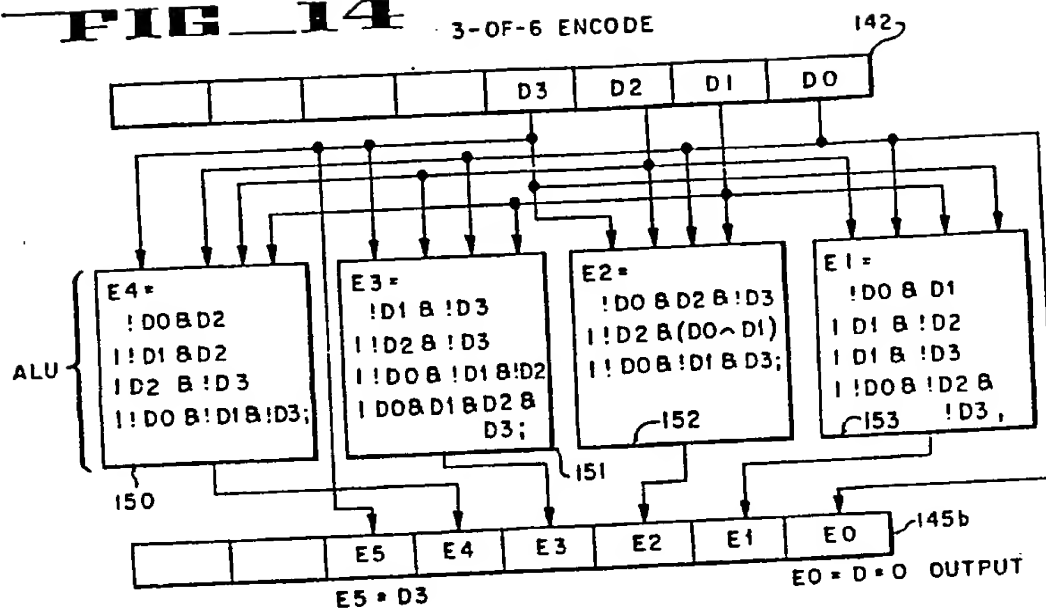 FIG_14
3-OF-6 ENCODE
142
D3 D2 D1 D0
E4=
!D0&D2
|!D1&D2
|D2 &!D3
|!D0&!D1&!D3;
E3=
!D1 & !D3
|!D2 & !D3
|!D0&!D1&!D2
|D0&D1&D2&
D3;
E2=
!D0&D2&!D3
|!D2&(D0^D1)
|!D0&!D1&D3;
E1=
!D0 & D1
| D1 & !D2
| D1 & !D3
| !D0 & !D2 &
!D3,
ALU
150
151
152
153
E5 E4 E3 E2 E1 E0
145b
E5=D3
E0=D=0 OUTPUT